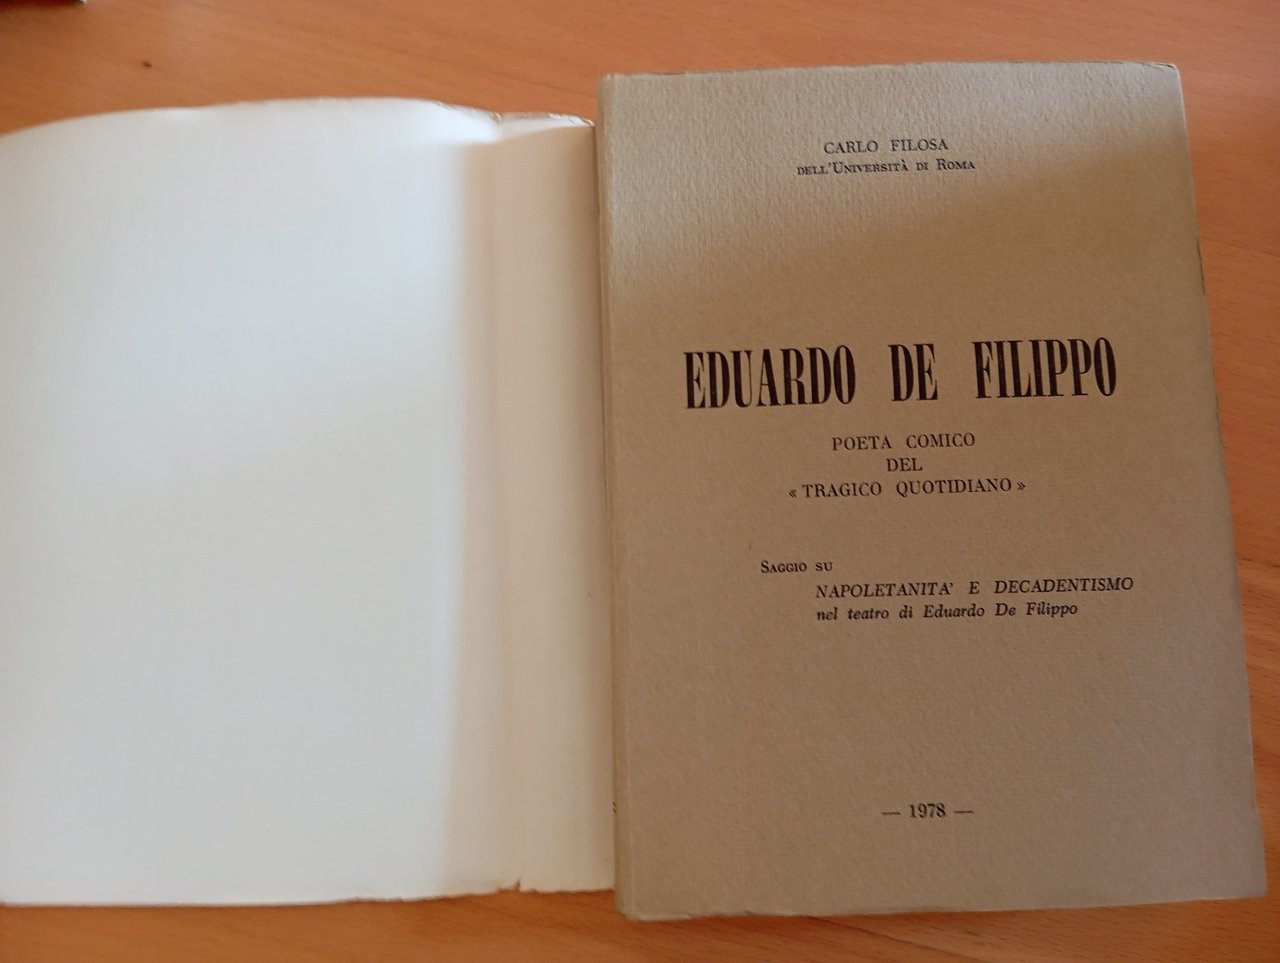 CARLO FILOSA
DELL'UNIVERSITÀ DI ROMA
EDUARDO DE FILIPPO
POETA COMICO
DEL
« TRAGICO QUOTIDIANO »
SAGGIO SU
NAPOLETANITA' E DECADENTISMO
nel teatro di Eduardo De Filippo
— 1978 —